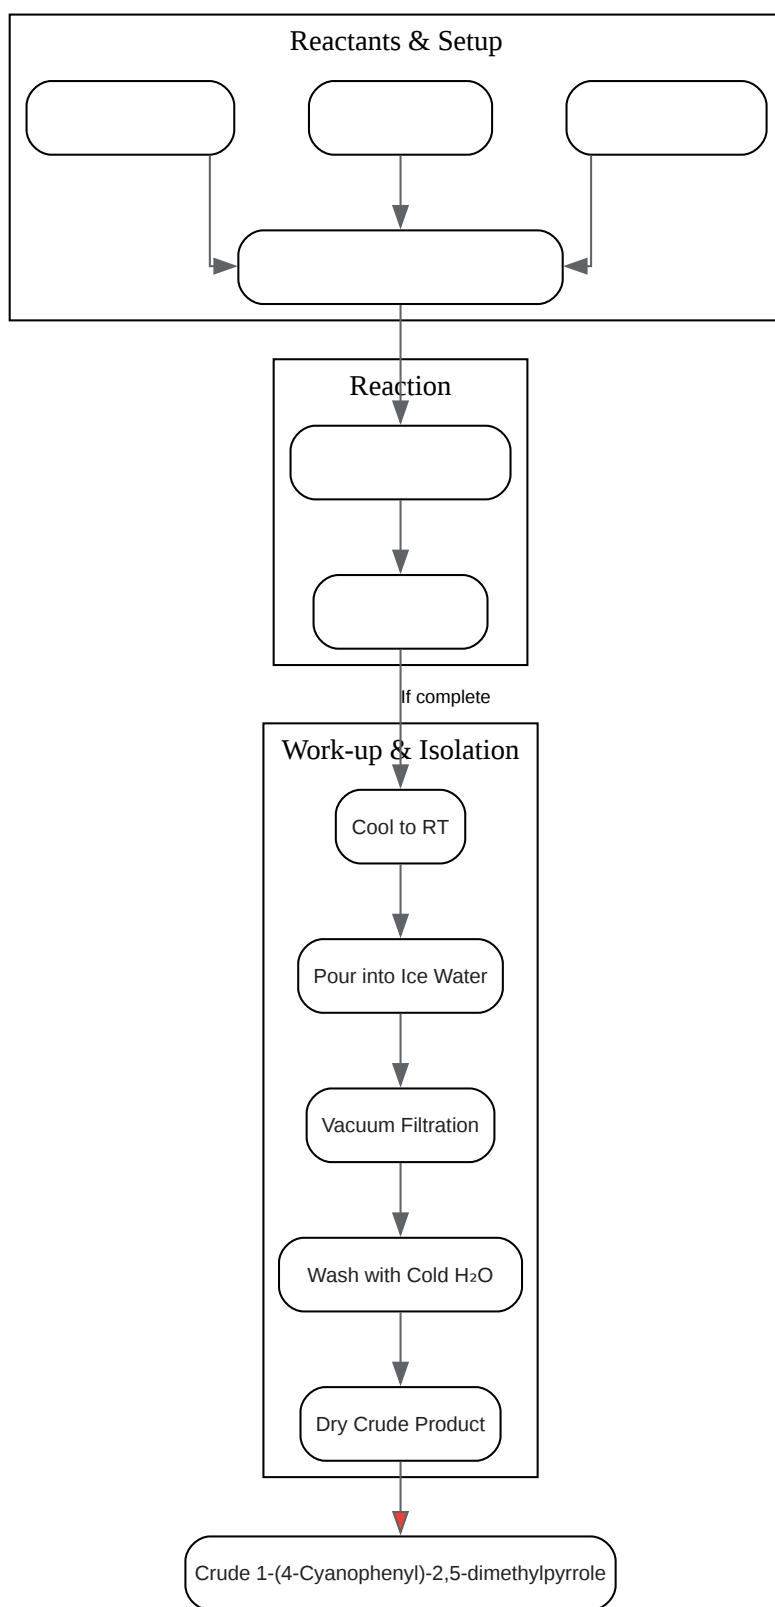 Reactants & Setup
Reaction
If complete
Work-up & Isolation
Cool to RT
Pour into Ice Water
Vacuum Filtration
Wash with Cold H₂O
Dry Crude Product
Crude 1-(4-Cyanophenyl)-2,5-dimethylpyrrole